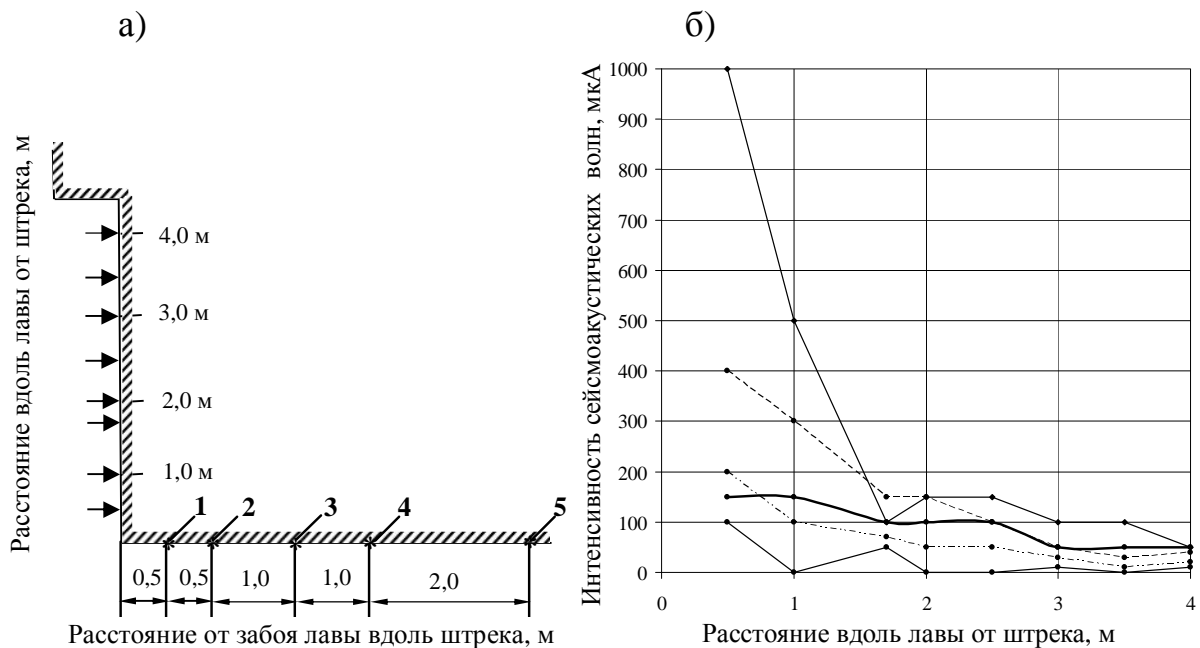 а)
Расстояние вдоль лавы от штрека, м
4,0 м
3,0 м
2,0 м
1,0 м
1 2 3 4 5
0,5 0,5 1,0 1,0 2,0
Расстояние от забоя лавы вдоль штрека, м
б)
Интенсивность сейсмоакустических волн, мкА
1000
900
800
700
600
500
400
300
200
100
0
0 1 2 3 4
Расстояние вдоль лавы от штрека, м